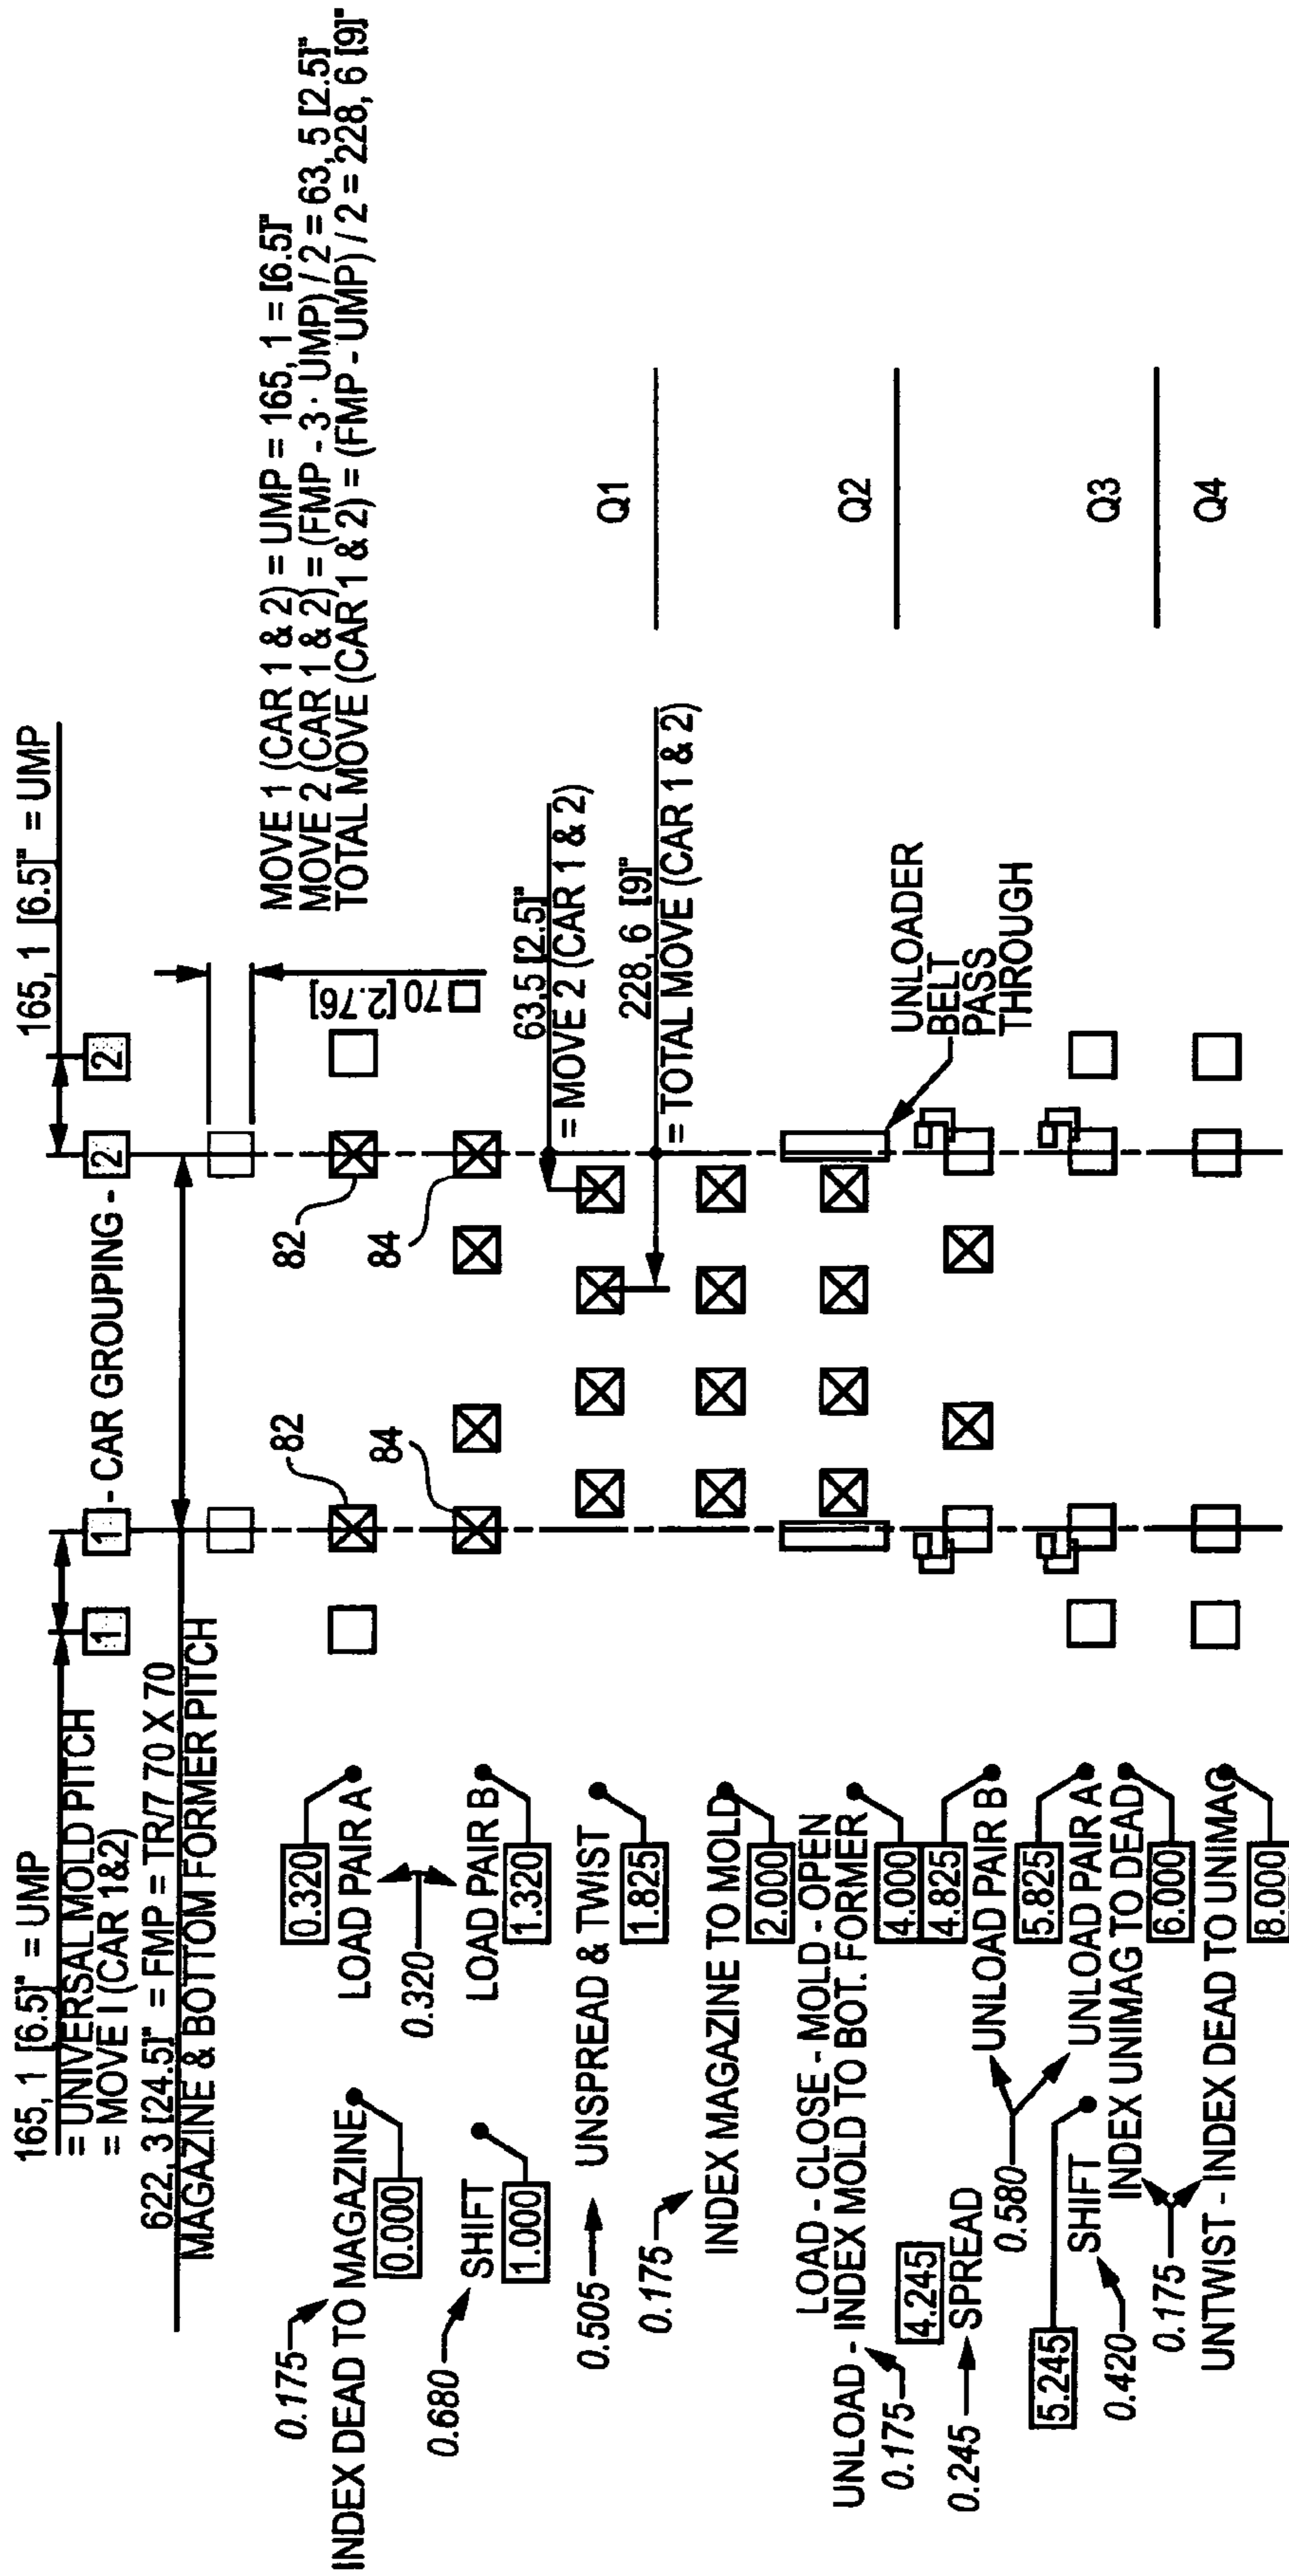 165, 1 [6.5]" = UMP
= UNIVERSAL MOLD PITCH
= MOVE I (CAR 1&2)
622, 3 [24.5]" = FMP = TR/7 70 X 70
MAGAZINE & BOTTOM FORMER PITCH
1
1
- CAR GROUPING -
2
2
165, 1 [6.5]" = UMP
70 [2.76]
MOVE 1 (CAR 1 & 2) = UMP = 165, 1 = [6.5]"
MOVE 2 (CAR 1 & 2) = (FMP - 3 · UMP) / 2 = 63, 5 [2.5]"
TOTAL MOVE (CAR 1 & 2) = (FMP - UMP) / 2 = 228, 6 [9]"
0.175
INDEX DEAD TO MAGAZINE
0.000
0.320
LOAD PAIR A
0.320
82
82
0.680
SHIFT
1.000
LOAD PAIR B
1.320
84
84
0.505
UNSPREAD & TWIST
1.825
63,5 [2.5]"
= MOVE 2 (CAR 1 & 2)
228, 6 [9]"
= TOTAL MOVE (CAR 1 & 2)
Q1
0.175
INDEX MAGAZINE TO MOLD
2.000
LOAD - CLOSE - MOLD - OPEN
UNLOAD - INDEX MOLD TO BOT. FORMER
0.175
4.000
UNLOADER
BELT
PASS
THROUGH
Q2
4.245
0.245
SPREAD
4.825
UNLOAD PAIR B
0.580
5.245
SHIFT
0.420
5.825
UNLOAD PAIR A
INDEX UNIMAG TO DEAD
6.000
0.175
Q3
UNTWIST - INDEX DEAD TO UNIMAG
8.000
Q4